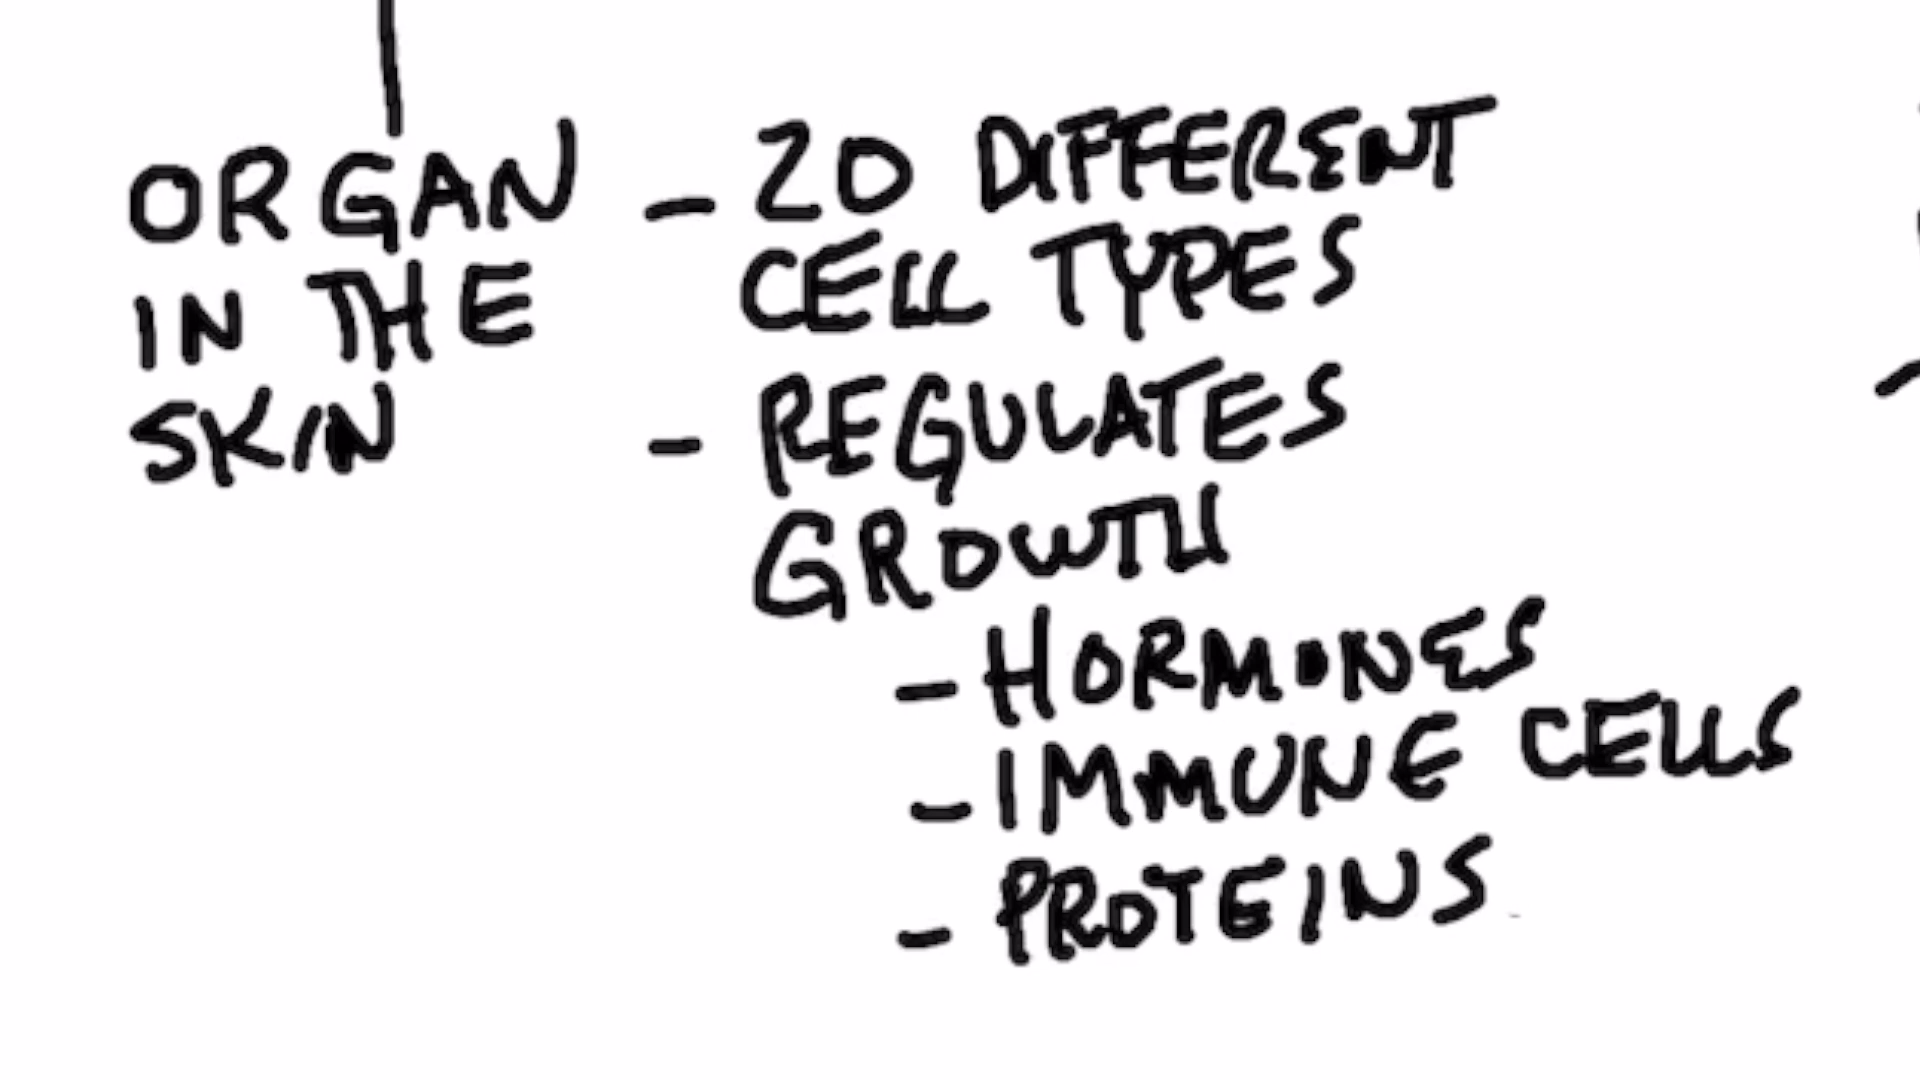 ORGAN
IN THE
SKIN
- 20 DIFFERENT
CELL TYPES
- REGULATES
GROWTH
- HORMONES
- IMMUNE CELLS
- PROTEINS